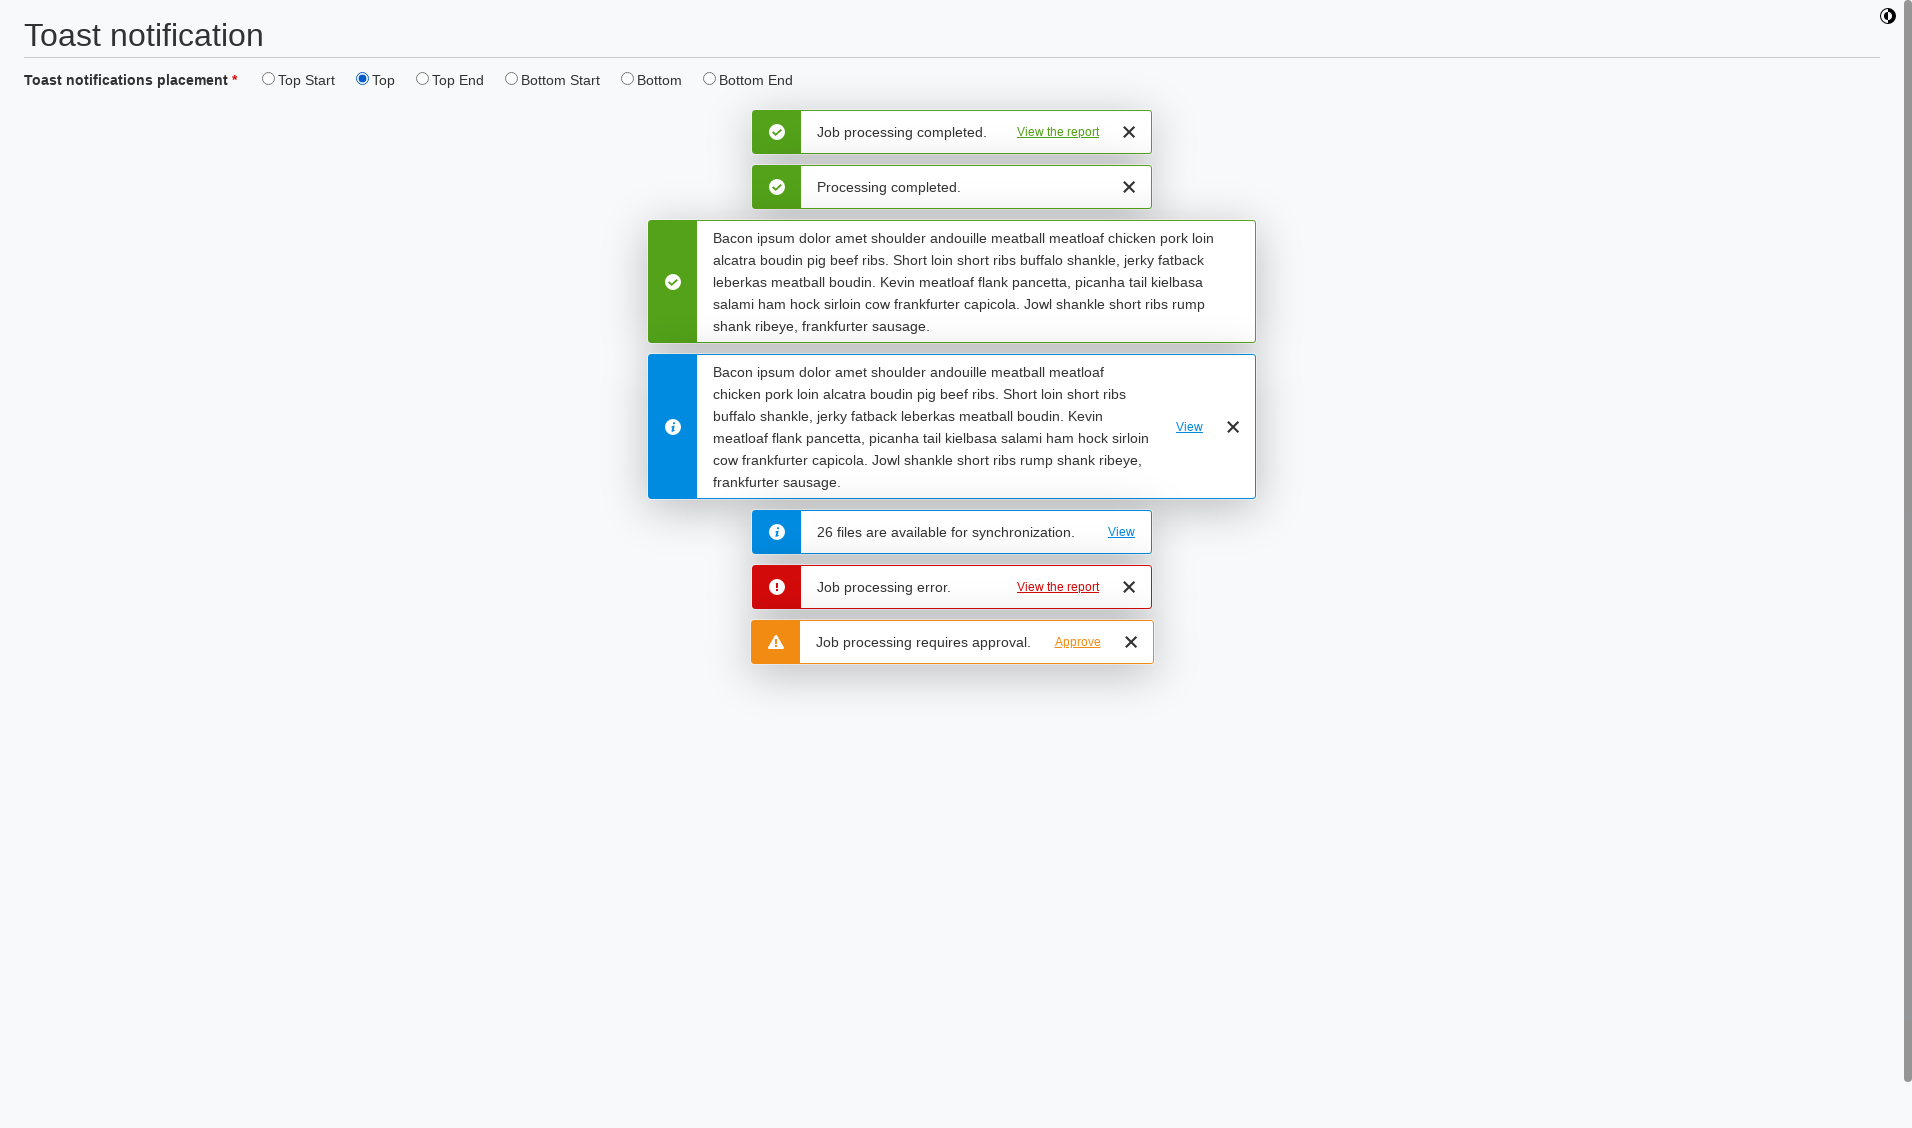 Toast notification
Toast notifications placement * Top Start Top Top End Bottom Start Bottom Bottom End
Job processing completed. View the report
Processing completed.
Bacon ipsum dolor amet shoulder andouille meatball meatloaf chicken pork loin
alcatra boudin pig beef ribs. Short loin short ribs buffalo shankle, jerky fatback
leberkas meatball boudin. Kevin meatloaf flank pancetta, picanha tail kielbasa
salami ham hock sirloin cow frankfurter capicola. Jowl shankle short ribs rump
shank ribeye, frankfurter sausage.
Bacon ipsum dolor amet shoulder andouille meatball meatloaf
chicken pork loin alcatra boudin pig beef ribs. Short loin short ribs
buffalo shankle, jerky fatback leberkas meatball boudin. Kevin
meatloaf flank pancetta, picanha tail kielbasa salami ham hock sirloin
cow frankfurter capicola. Jowl shankle short ribs rump shank ribeye,
frankfurter sausage.
View
26 files are available for synchronization. View
Job processing error. View the report
Job processing requires approval. Approve